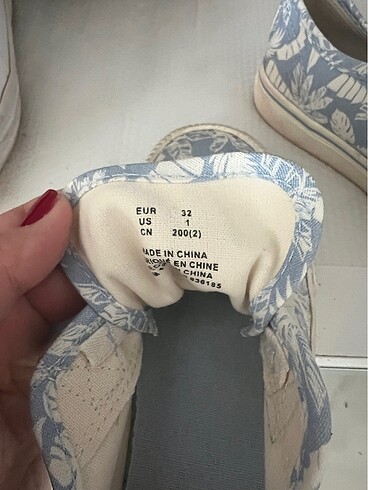 EUR 32
US 1
CN 200(2)
MADE IN CHINA
EN CHINE
CHINA